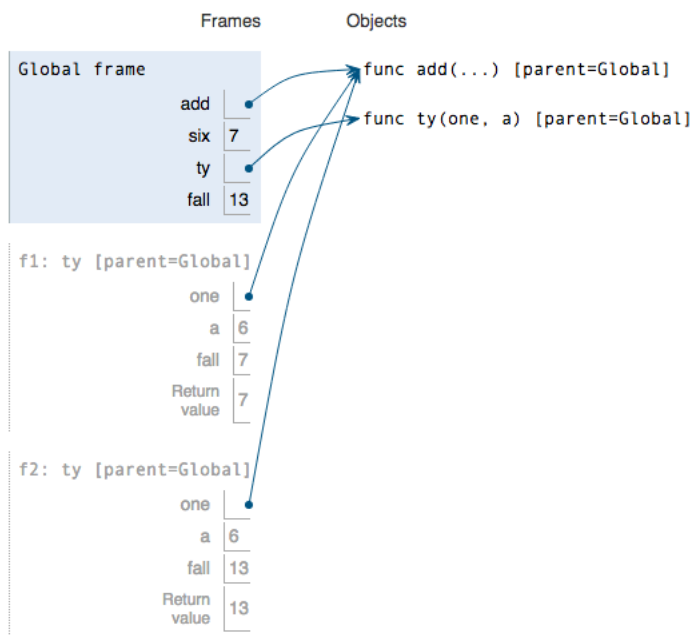 Frames Objects
Global frame
func add(...) [parent=Global]
add
func ty(one, a) [parent=Global]
six 7
ty
fall 13
f1: ty [parent=Global]
one
a 6
fall 7
Return
value 7
f2: ty [parent=Global]
one
a 6
fall 13
Return
value 13